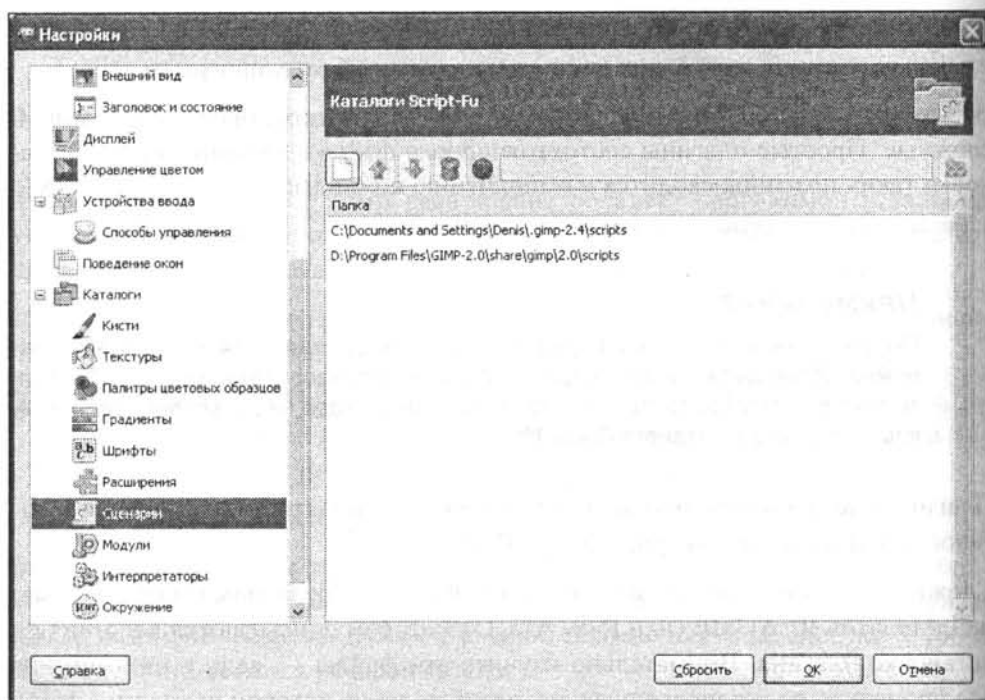 Настройки
Внешний вид
Заголовок и состояние
Дисплей
Управление цветом
Устройства ввода
Способы управления
Поведение окон
Каталоги
Кисти
Текстуры
Палитры цветовых образцов
Градиенты
Шрифты
Расширения
Сценарии
Модули
Интерпретаторы
Окружение
Каталоги Script-Fu
Папка
C:\Documents and Settings\Denis\.gimp-2.4\scripts
D:\Program Files\GIMP-2.0\share\gimp\2.0\scripts
Справка
Сбросить
OK
Отмена